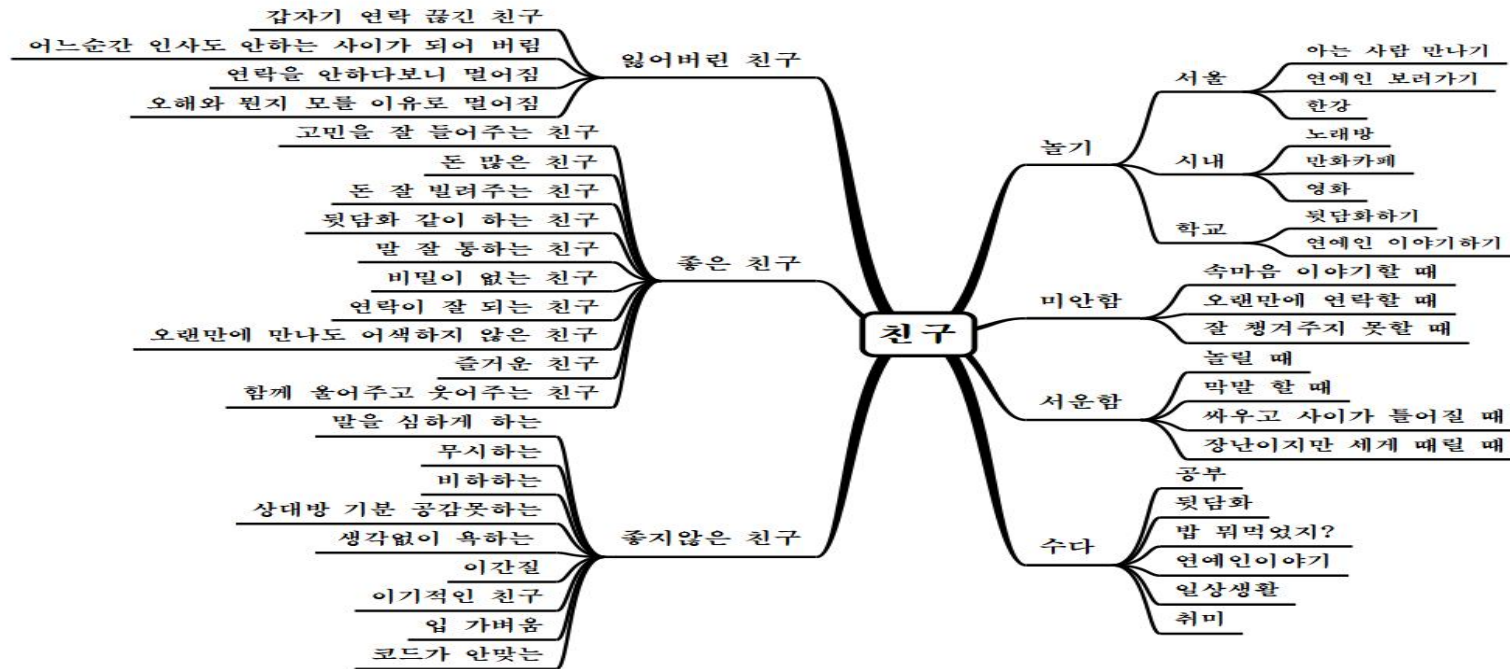 친구
잃어버린 친구
갑자기 연락 끊긴 친구
어느순간 인사도 안하는 사이가 되어 버림
연락을 안하다보니 멀어짐
오해와 뭔지 모를 이유로 멀어짐
좋은 친구
고민을 잘 들어주는 친구
돈 많은 친구
돈 잘 빌려주는 친구
뒷담화 같이 하는 친구
말 잘 통하는 친구
비밀이 없는 친구
연락이 잘 되는 친구
오랜만에 만나도 어색하지 않은 친구
즐거운 친구
함께 울어주고 웃어주는 친구
좋지않은 친구
말을 심하게 하는
무시하는
비하하는
상대방 기분 공감못하는
생각없이 욕하는
이간질
이기적인 친구
입 가벼움
코드가 안맞는
놀기
서울
아는 사람 만나기
연예인 보러가기
한강
시내
노래방
만화카페
영화
학교
뒷담화하기
연예인 이야기하기
미안함
속마음 이야기할 때
오랜만에 연락할 때
잘 챙겨주지 못할 때
서운함
놀릴 때
막말 할 때
싸우고 사이가 틀어질 때
장난이지만 세게 때릴 때
수다
공부
뒷담화
밥 뭐먹었지?
연예인이야기
일상생활
취미